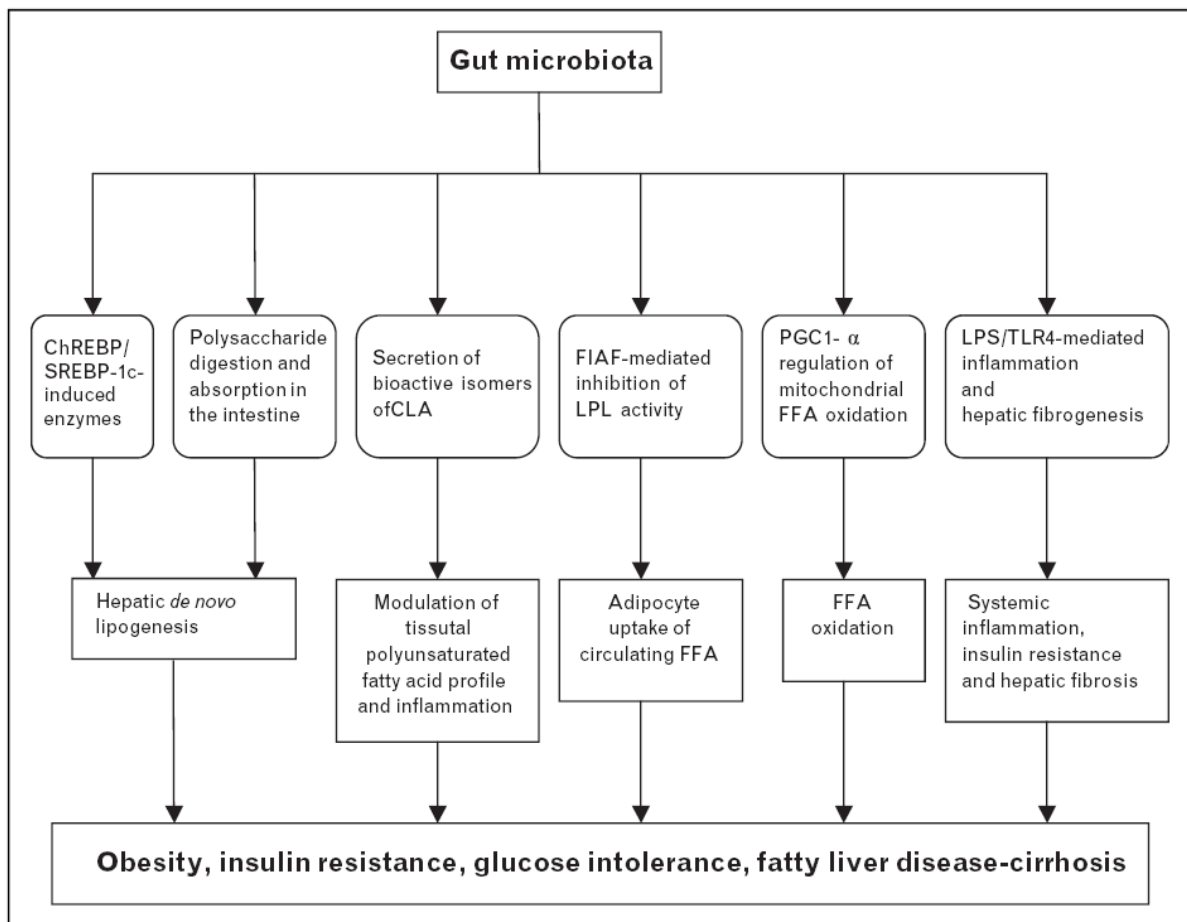 Gut microbiota
ChREBP/
SREBP-1c-
induced
enzymes
Polysaccharide
digestion and
absorption in
the intestine
Secretion of
bioactive isomers
ofCLA
FIAF-mediated
inhibition of
LPL activity
PGC1- α
regulation of
mitochondrial
FFA oxidation
LPS/TLR4-mediated
inflammation
and
hepatic fibrogenesis
Hepatic de novo
lipogenesis
Modulation of
tissutal
polyunsaturated
fatty acid profile
and inflammation
Adipocyte
uptake of
circulating FFA
FFA
oxidation
Systemic
inflammation,
insulin resistance
and hepatic fibrosis
Obesity, insulin resistance, glucose intolerance, fatty liver disease-cirrhosis